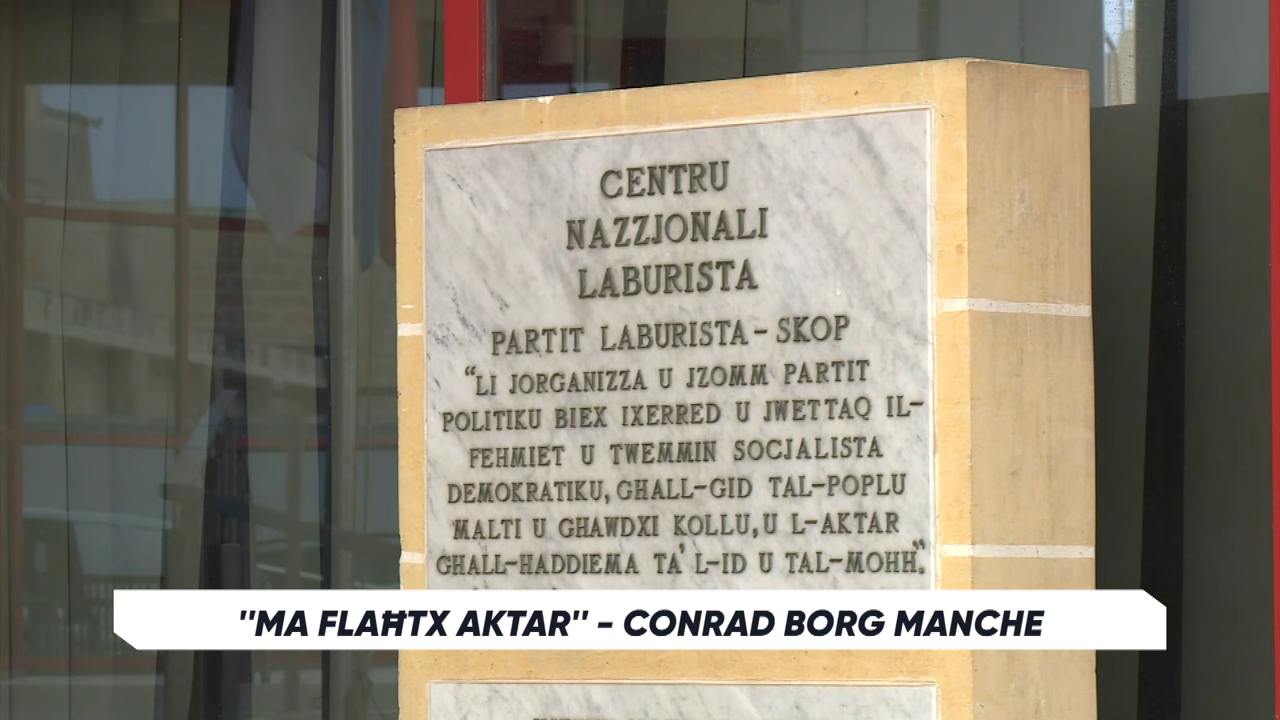 CENTRU
NAZZJONALI
LABURISTA
PARTIT LABURISTA - SKOP
"LI JORGANIZZA U JZOMM PARTIT
POLITIKU BIEX IXERRED U JWETTAQ IL-
FEHMIET U TWEMMIN SOCJALISTA
DEMOKRATIKU, GHALL-GID TAL-POPLU
MALTI U GHAWDXI KOLLU, U L-AKTAR
GHALL-HADDIEMA TA' L-ID U TAL-MOHH."
"MA FLAĦTX AKTAR" - CONRAD BORG MANCHE